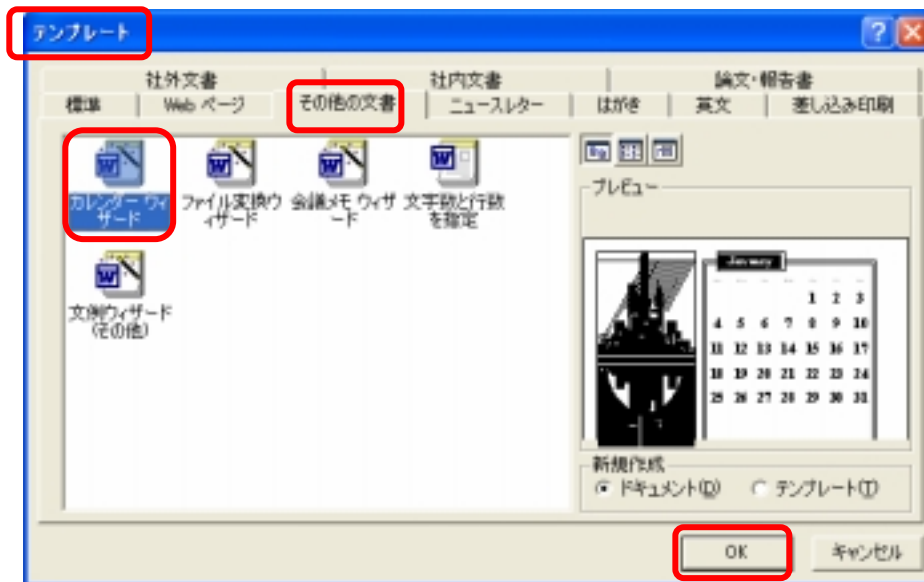 テンプレート
社外文書 社内文書 論文・報告書
標準 Web ページ その他の文書 ニュースレター はがき 英文 差し込み印刷
カレンダー ウィ
ザード
ファイル変換ウ
ィザード
会議メモ ウィザ
ード
文字数と行数
を指定
文例ウィザード
(その他)
プレビュー
January
1 2 3
4 5 6 7 8 9 10
11 12 13 14 15 16 17
18 19 20 21 22 23 24
25 26 27 28 29 30 31
新規作成
ドキュメント(D) テンプレート(T)
OK キャンセル